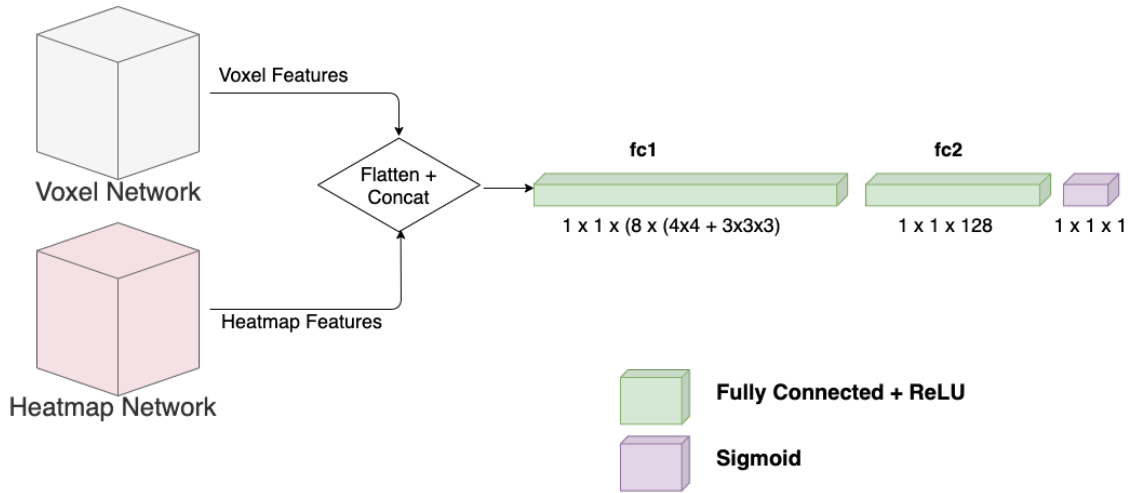 Voxel Features
Voxel Network
Flatten +
Concat
Heatmap Features
Heatmap Network
fc1
fc2
1 x 1 x (8 x (4x4 + 3x3x3)
1 x 1 x 128
1 x 1 x 1
Fully Connected + ReLU
Sigmoid